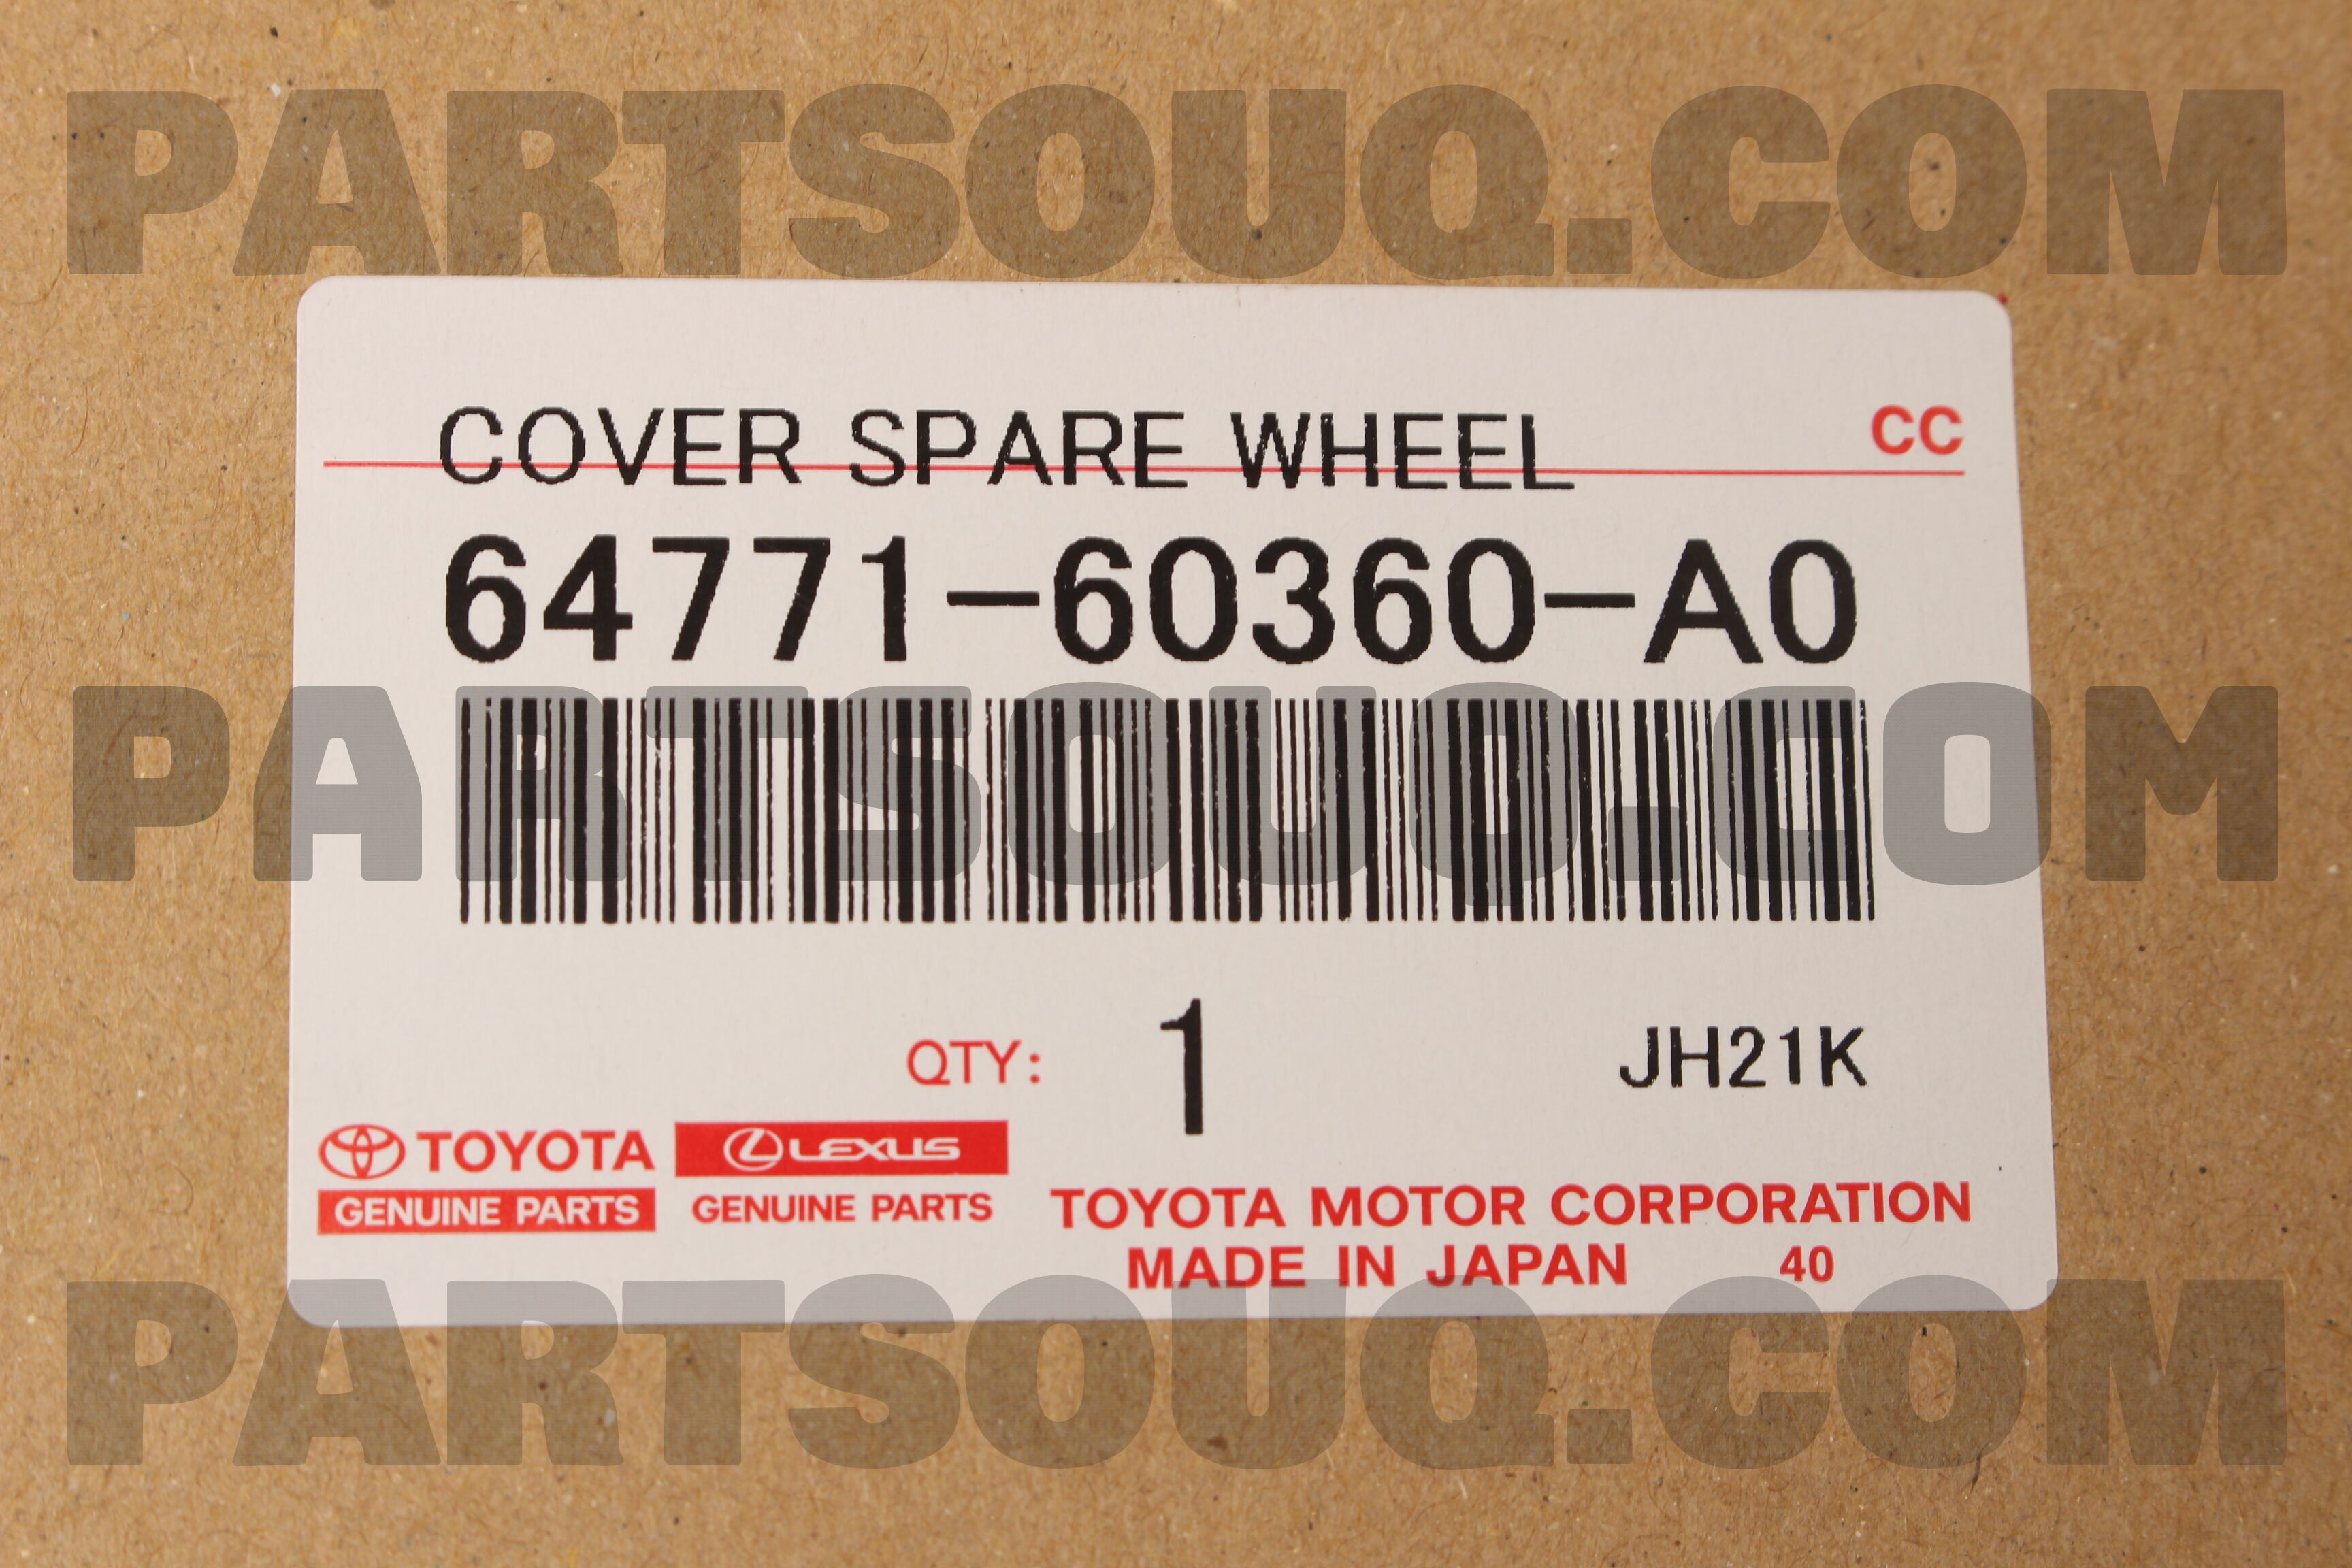 PARTSOUQ.COM
COVER SPARE WHEEL CC
64771-60360-A0
PARTSOUQ.COM
QTY: 1 JH21K
TOYOTA LEXUS
GENUINE PARTS GENUINE PARTS TOYOTA MOTOR CORPORATION
MADE IN JAPAN 40
PARTSOUQ.COM